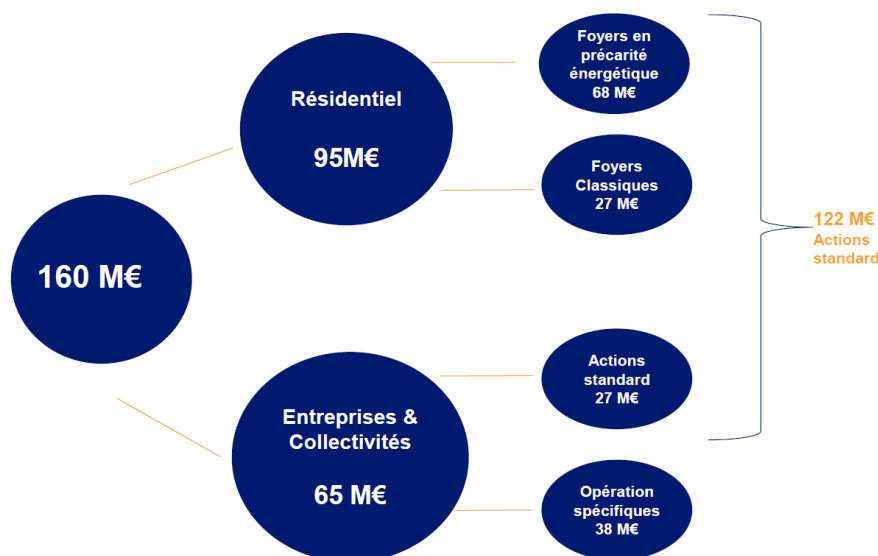 160 M€
Résidentiel
95M€
Foyers en
précarité
énergétique
68 M€
Foyers
Classiques
27 M€
Entreprises &
Collectivités
65 M€
Actions
standard
27 M€
Opération
spécifiques
38 M€
122 M€
Actions
standard